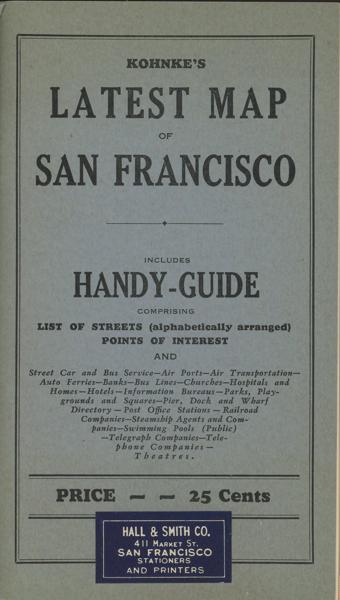 KOHNKE'S
LATEST MAP
OF
SAN FRANCISCO
INCLUDES
HANDY-GUIDE
COMPRISING
LIST OF STREETS (alphabetically arranged)
POINTS OF INTEREST
AND
Street Car and Bus Service—Air Ports—Air Transportation—
Auto Ferries—Banks—Bus Lines—Churches—Hospitals and
Homes—Hotels—Information Bureaus—Parks, Play-
grounds and Squares—Pier, Dock and Wharf
Directory — Post Office Stations — Railroad
Companies—Steamship Agents and Com-
panies—Swimming Pools (Public)
—Telegraph Companies—Tele-
phone Companies—
Theatres.
PRICE — — 25 Cents
HALL & SMITH CO.
411 MARKET ST.
SAN FRANCISCO
STATIONERS
AND PRINTERS